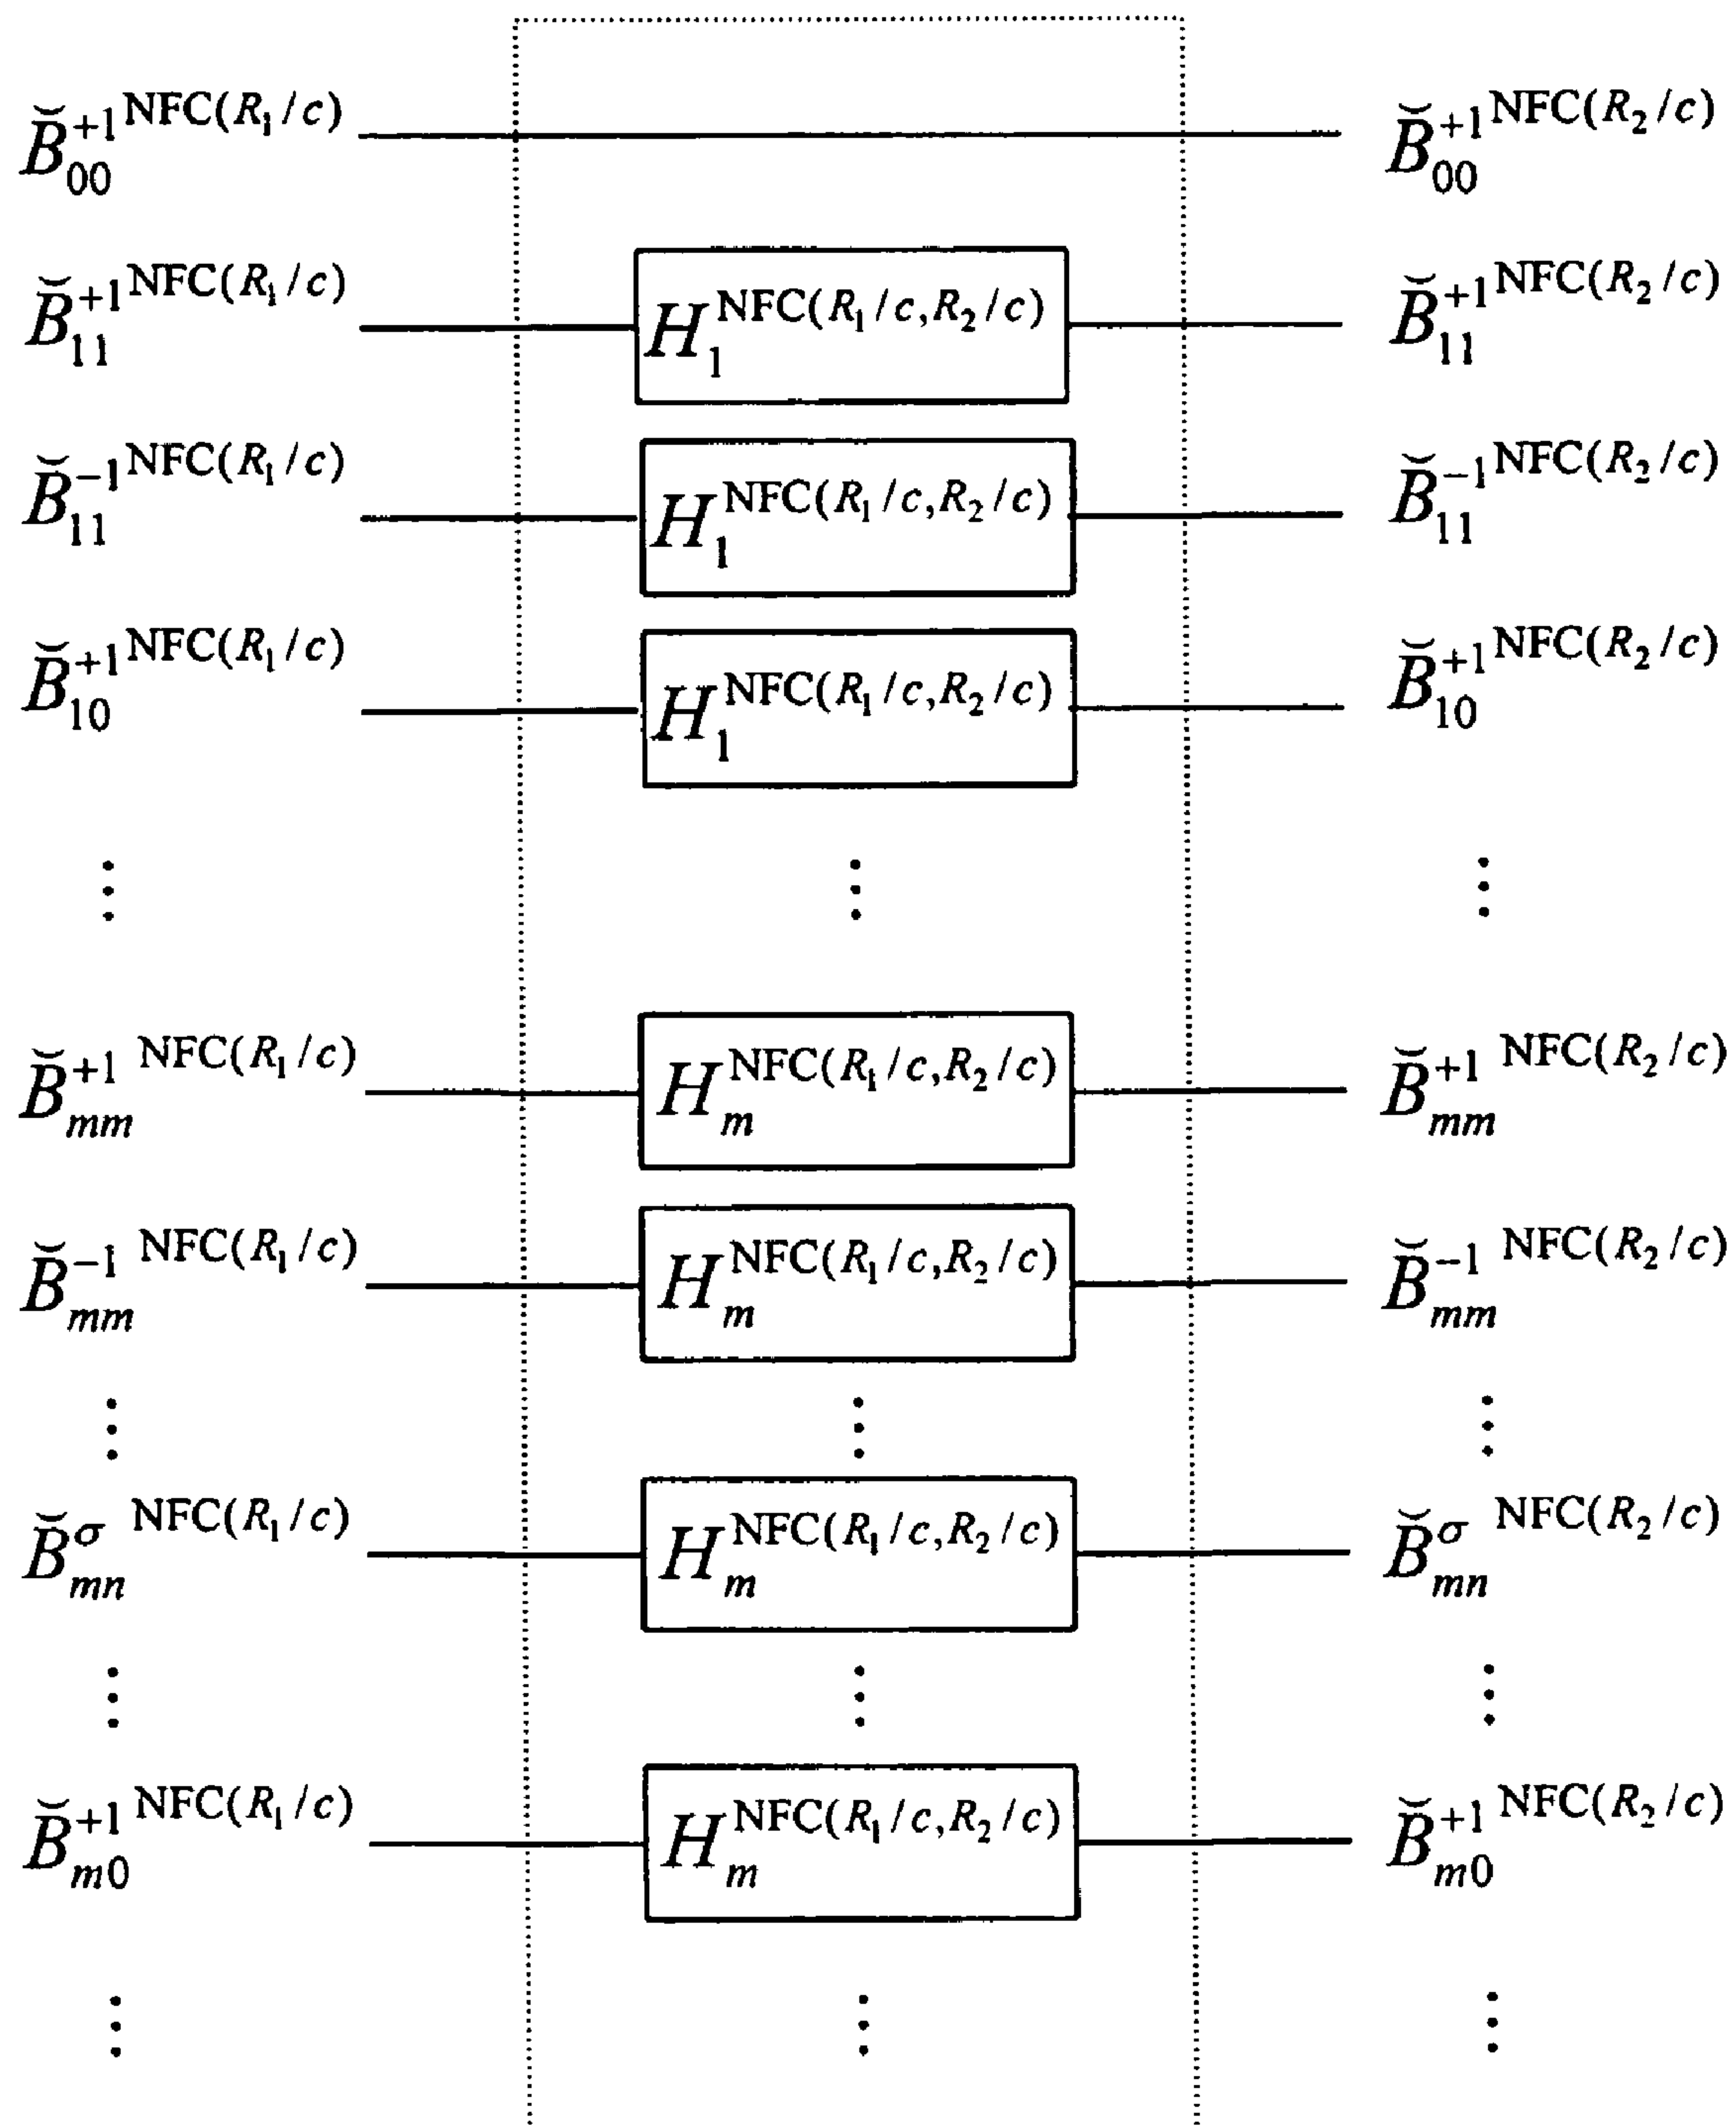 B̆₀₀⁺¹ NFC(R₁/c) B̆₀₀⁺¹ NFC(R₂/c)
B̆₁₁⁺¹ NFC(R₁/c) H₁ NFC(R₁/c,R₂/c) B̆₁₁⁺¹ NFC(R₂/c)
B̆₁₁⁻¹ NFC(R₁/c) H₁ NFC(R₁/c,R₂/c) B̆₁₁⁻¹ NFC(R₂/c)
B̆₁₀⁺¹ NFC(R₁/c) H₁ NFC(R₁/c,R₂/c) B̆₁₀⁺¹ NFC(R₂/c)
⋮ ⋮ ⋮
B̆ₘₘ⁺¹ NFC(R₁/c) Hₘ NFC(R₁/c,R₂/c) B̆ₘₘ⁺¹ NFC(R₂/c)
B̆ₘₘ⁻¹ NFC(R₁/c) Hₘ NFC(R₁/c,R₂/c) B̆ₘₘ⁻¹ NFC(R₂/c)
⋮ ⋮ ⋮
B̆ₘₙ^σ NFC(R₁/c) Hₘ NFC(R₁/c,R₂/c) B̆ₘₙ^σ NFC(R₂/c)
⋮ ⋮ ⋮
B̆ₘ₀⁺¹ NFC(R₁/c) Hₘ NFC(R₁/c,R₂/c) B̆ₘ₀⁺¹ NFC(R₂/c)
⋮ ⋮ ⋮